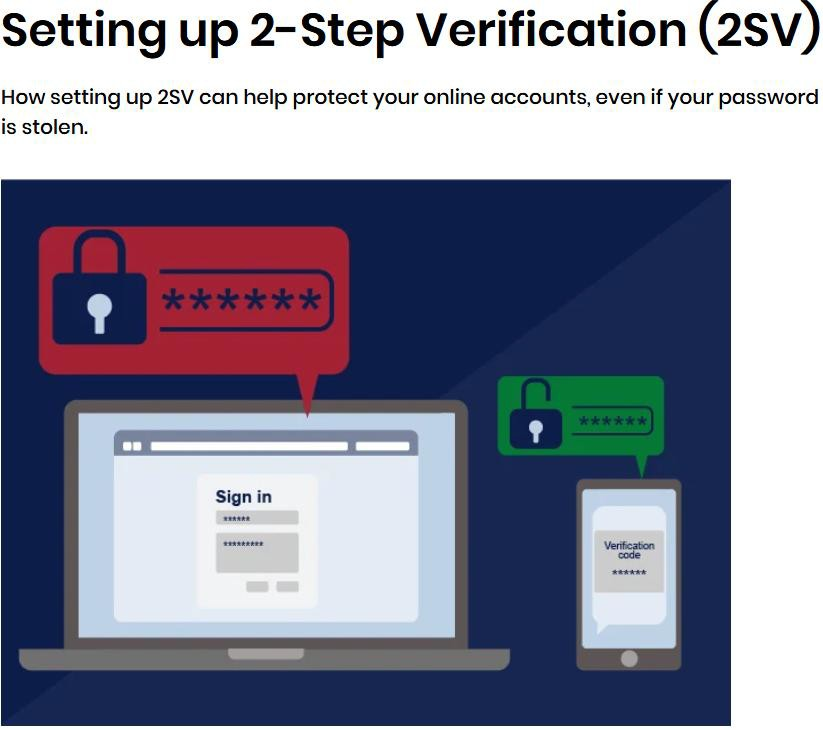 Setting up 2-Step Verification (2SV)
How setting up 2SV can help protect your online accounts, even if your password
is stolen.
******
******
Sign in
******
*********
Verification
code
******